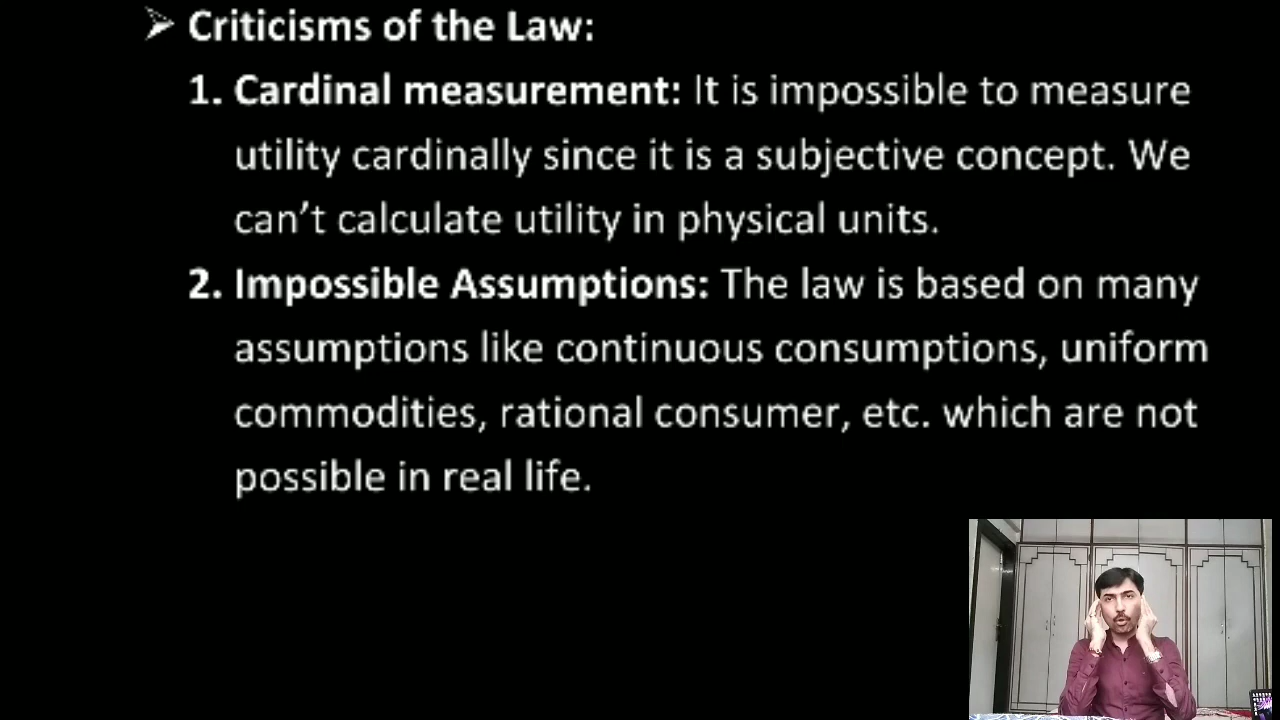 ➢ Criticisms of the Law:
1. Cardinal measurement: It is impossible to measure
utility cardinally since it is a subjective concept. We
can’t calculate utility in physical units.
2. Impossible Assumptions: The law is based on many
assumptions like continuous consumptions, uniform
commodities, rational consumer, etc. which are not
possible in real life.